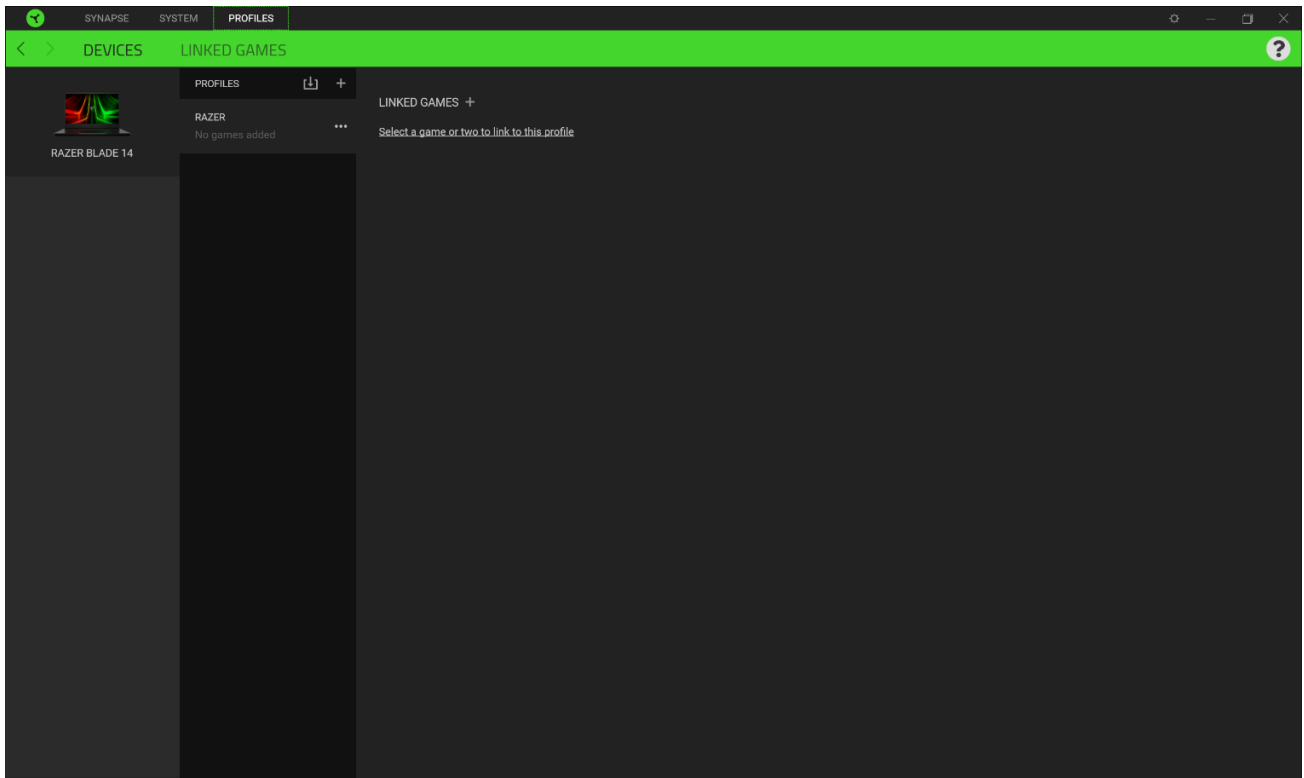 SYNAPSE SYSTEM PROFILES
DEVICES LINKED GAMES ?
PROFILES
RAZER
No games added
RAZER BLADE 14
LINKED GAMES +
Select a game or two to link to this profile